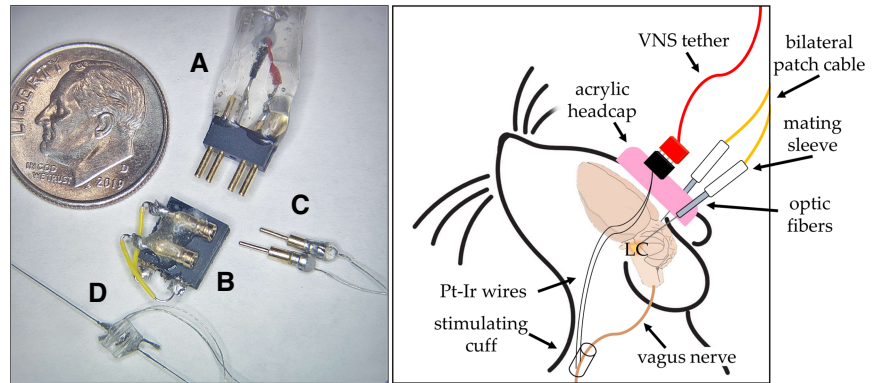 A
LIBERTY
IN GOD
WE TRUST
D
2019
C
B
D
VNS tether
bilateral
patch cable
acrylic
headcap
mating
sleeve
optic
fibers
LC
Pt-Ir wires
stimulating
cuff
vagus nerve